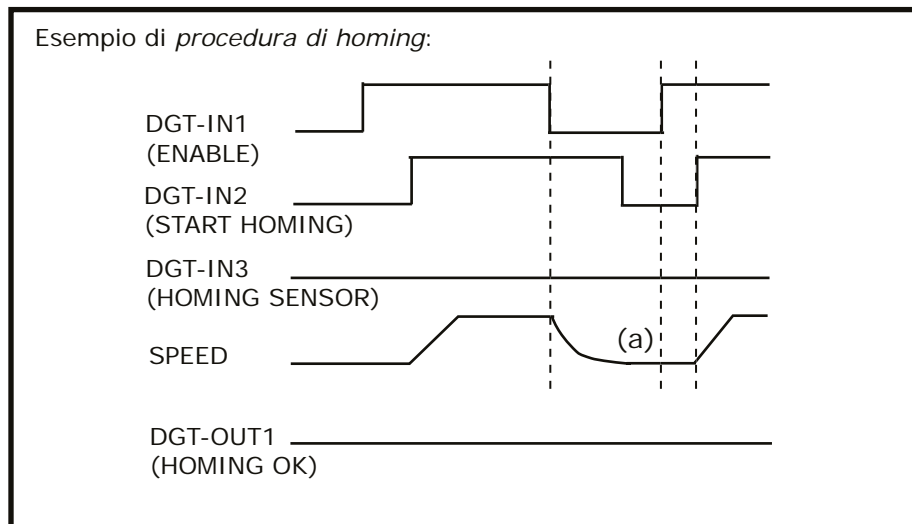 Esempio di procedura di homing:
DGT-IN1
(ENABLE)
DGT-IN2
(START HOMING)
DGT-IN3
(HOMING SENSOR)
SPEED
(a)
DGT-OUT1
(HOMING OK)